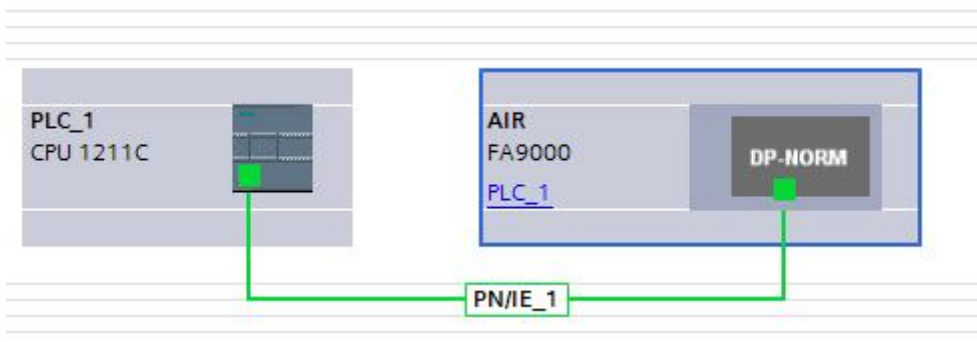 PLC_1
CPU 1211C
AIR
FA9000
PLC_1
DP-NORM
PN/IE_1